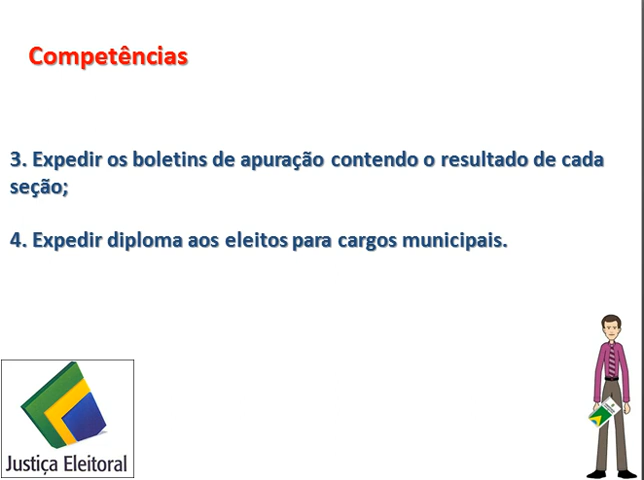 Competências
3. Expedir os boletins de apuração contendo o resultado de cada
seção;
4. Expedir diploma aos eleitos para cargos municipais.
Justiça Eleitoral